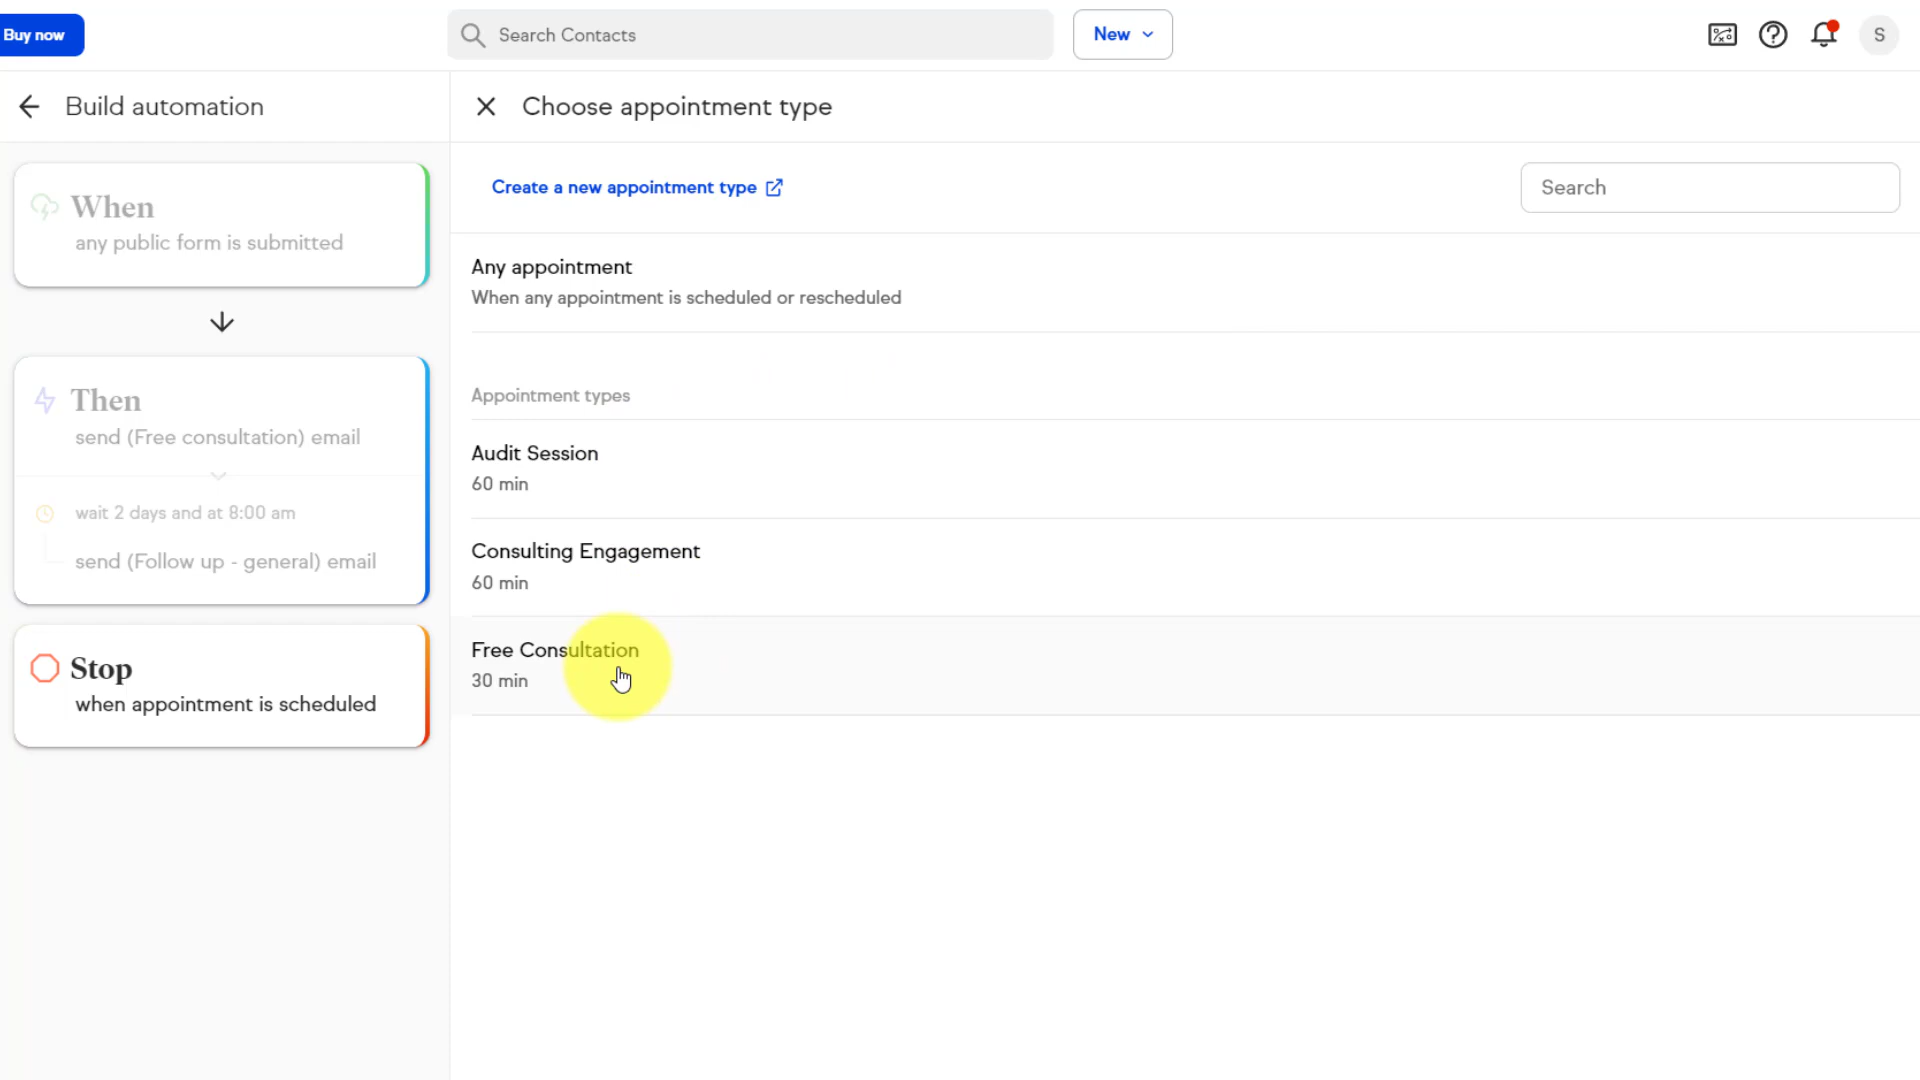 Buy now
Search Contacts
New
S
Build automation
Choose appointment type
When
any public form is submitted
Then
send (Free consultation) email
wait 2 days and at 8:00 am
send (Follow up - general) email
Stop
when appointment is scheduled
Create a new appointment type
Search
Any appointment
When any appointment is scheduled or rescheduled
Appointment types
Audit Session
60 min
Consulting Engagement
60 min
Free Consultation
30 min